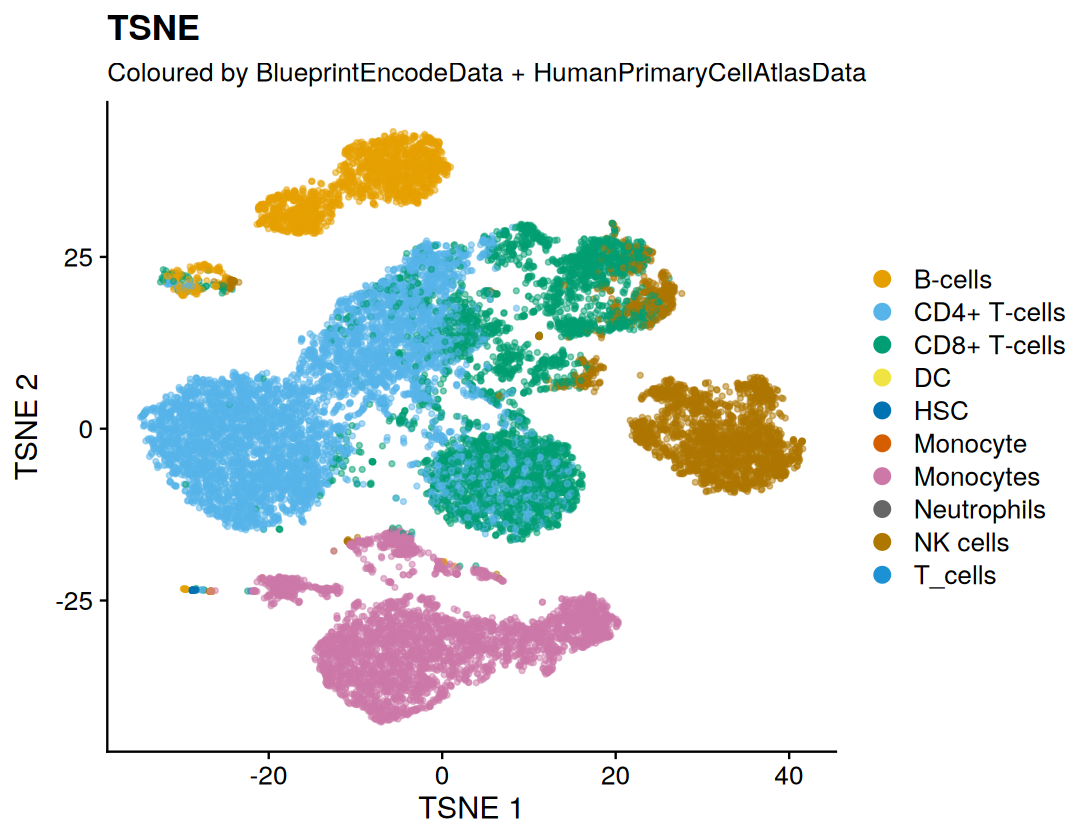 TSNE
Coloured by BlueprintEncodeData + HumanPrimaryCellAtlasData
TSNE 2
25
0
-25
-20
0
20
40
TSNE 1
B-cells
CD4+ T-cells
CD8+ T-cells
DC
HSC
Monocyte
Monocytes
Neutrophils
NK cells
T_cells